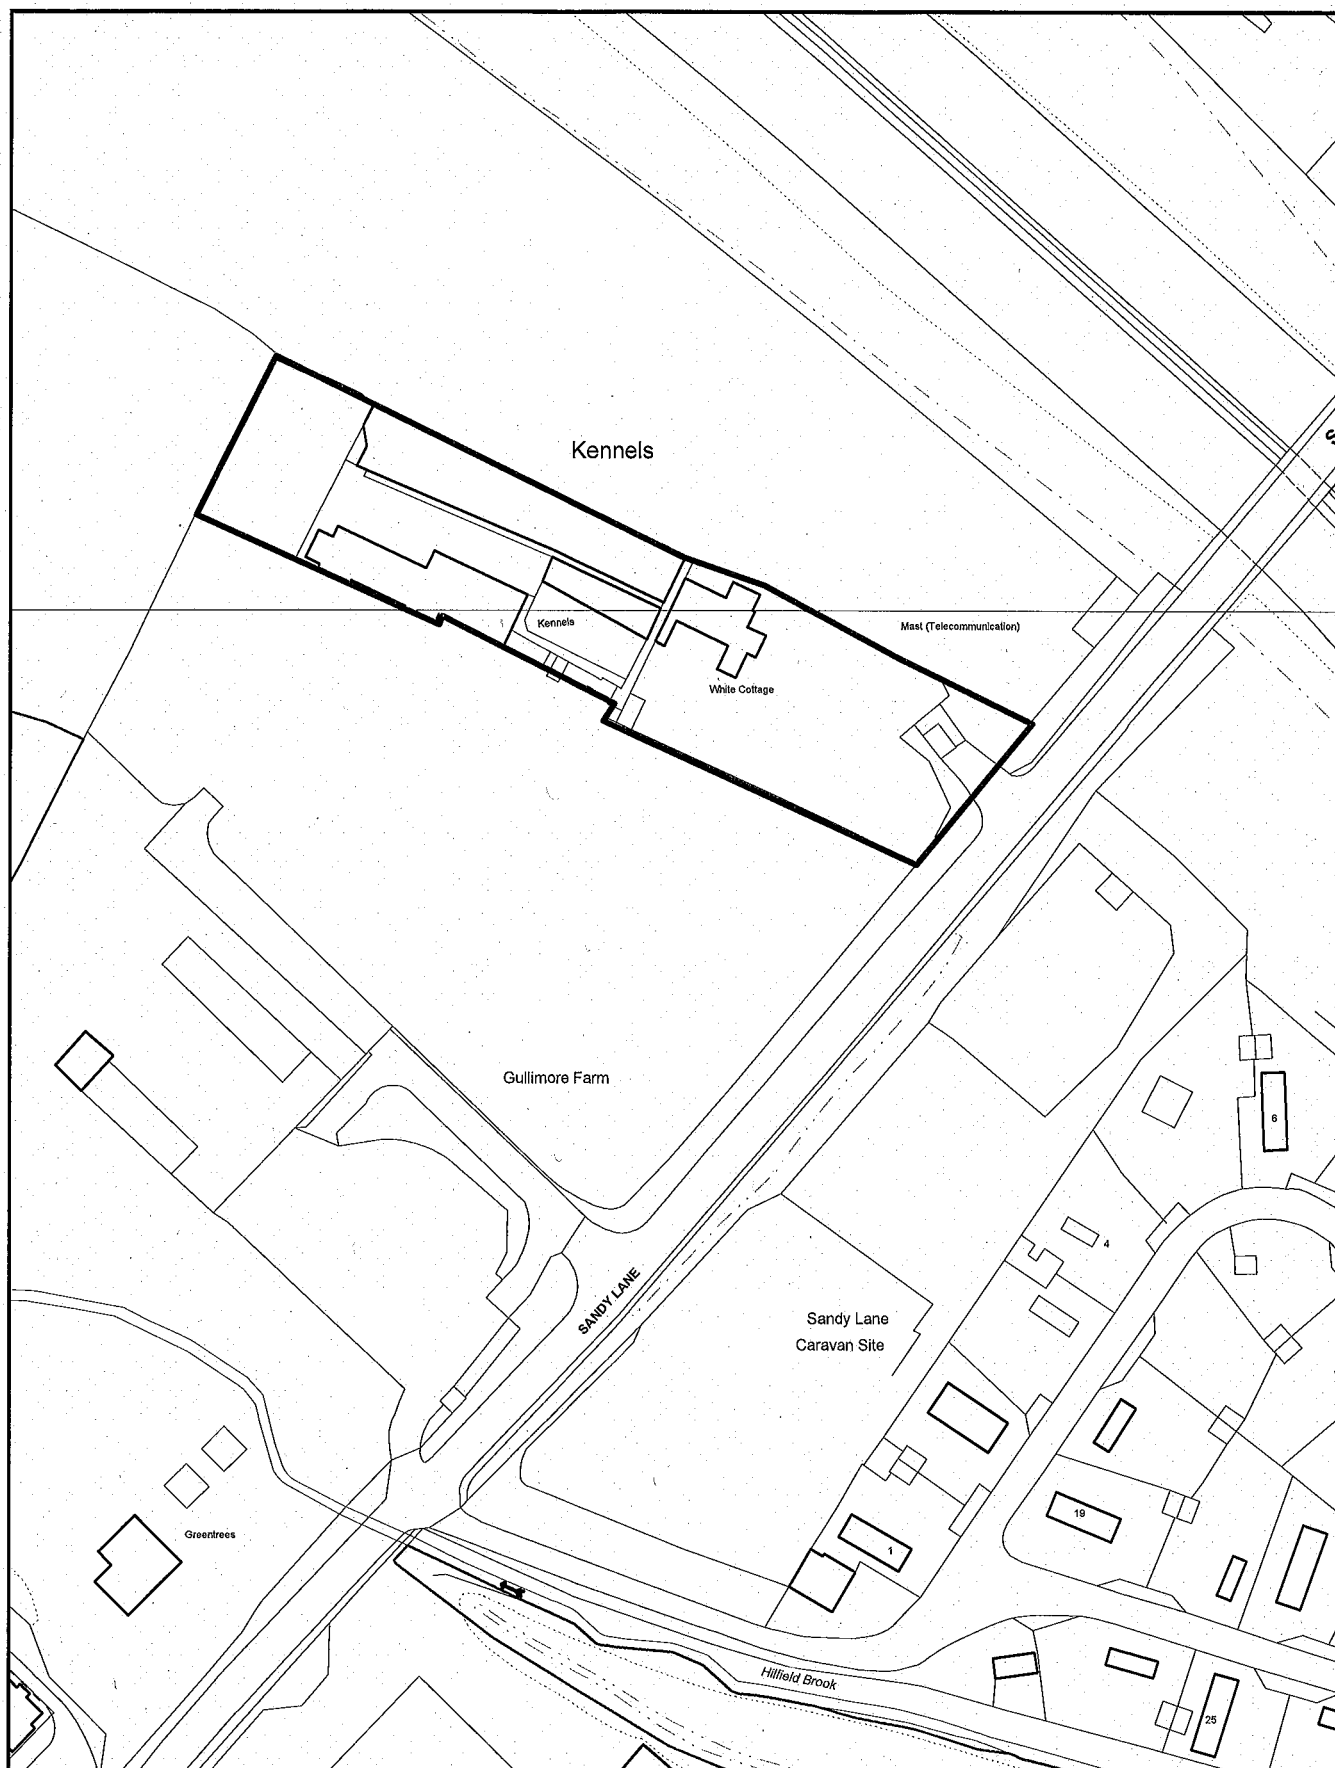 Kennels
Kennels
Mast (Telecommunication)
White Cottage
Gullimore Farm
6
4
SANDY LANE
Sandy Lane
Caravan Site
19
Greentrees
1
Hillfield Brook
25